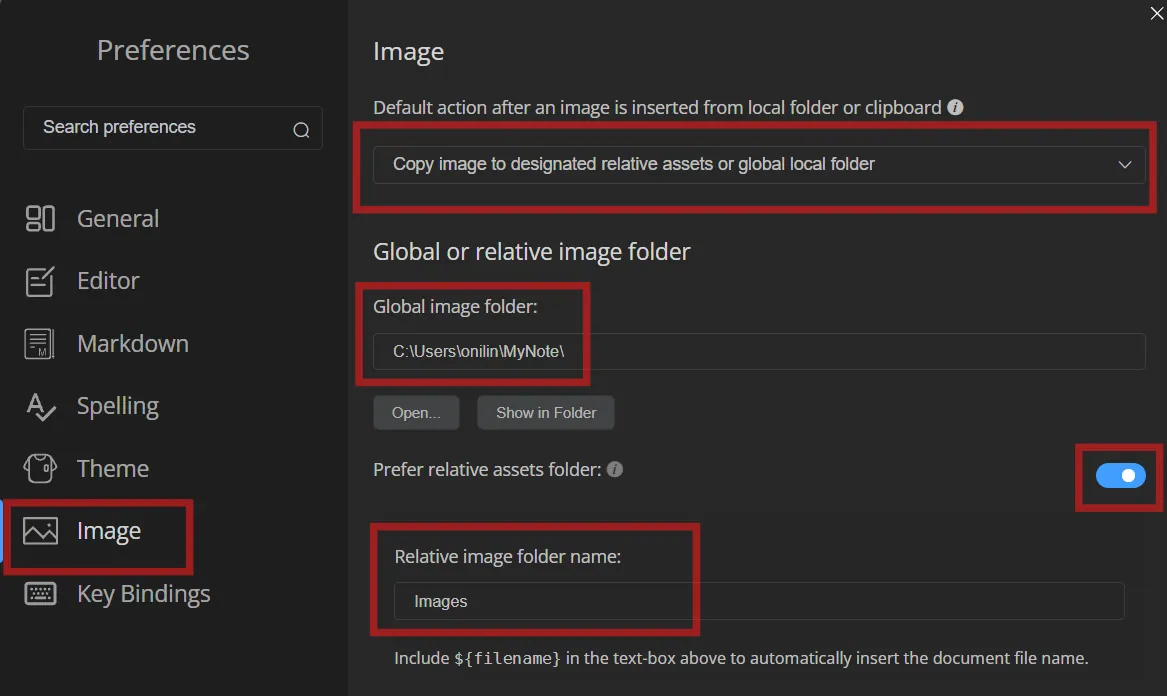 Preferences
Search preferences
General
Editor
Markdown
Spelling
Theme
Image
Key Bindings
Image
Default action after an image is inserted from local folder or clipboard
Copy image to designated relative assets or global local folder
Global or relative image folder
Global image folder:
C:\Users\onilin\MyNote\
Open...
Show in Folder
Prefer relative assets folder:
Relative image folder name:
Images
Include ${filename} in the text-box above to automatically insert the document file name.